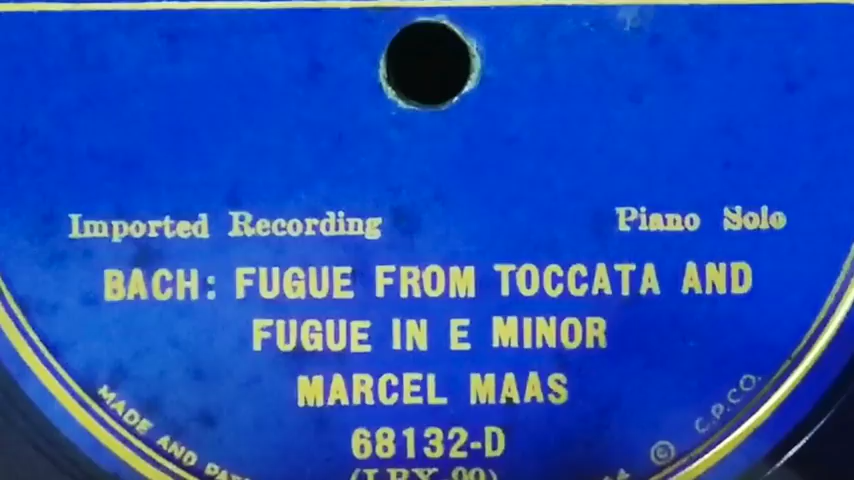 Imported Recording Piano Solo
BACH: FUGUE FROM TOCCATA AND
FUGUE IN E MINOR
MARCEL MAAS
68132-D
MADE AND
© C.P.CO.